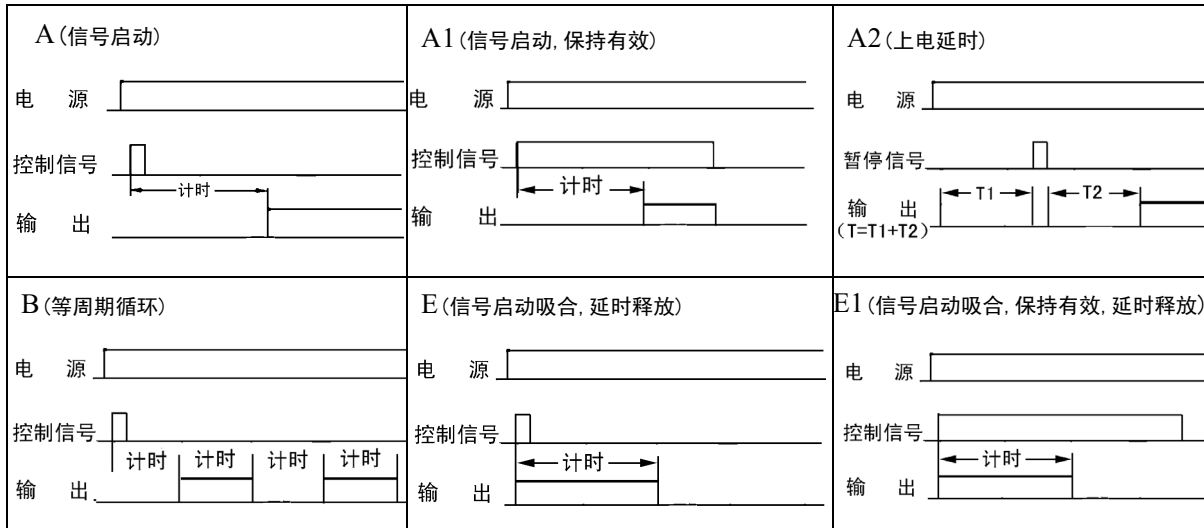 A (信号启动)
电 源
控制信号
计时
输 出
A1 (信号启动, 保持有效)
电 源
控制信号
计时
输 出
A2 (上电延时)
电 源
暂停信号
T1 T2
输 出
(T=T1+T2)
B (等周期循环)
电 源
控制信号
计时 计时 计时 计时
输 出
E (信号启动吸合, 延时释放)
电 源
控制信号
计时
输 出
E1 (信号启动吸合, 保持有效, 延时释放)
电 源
控制信号
计时
输 出